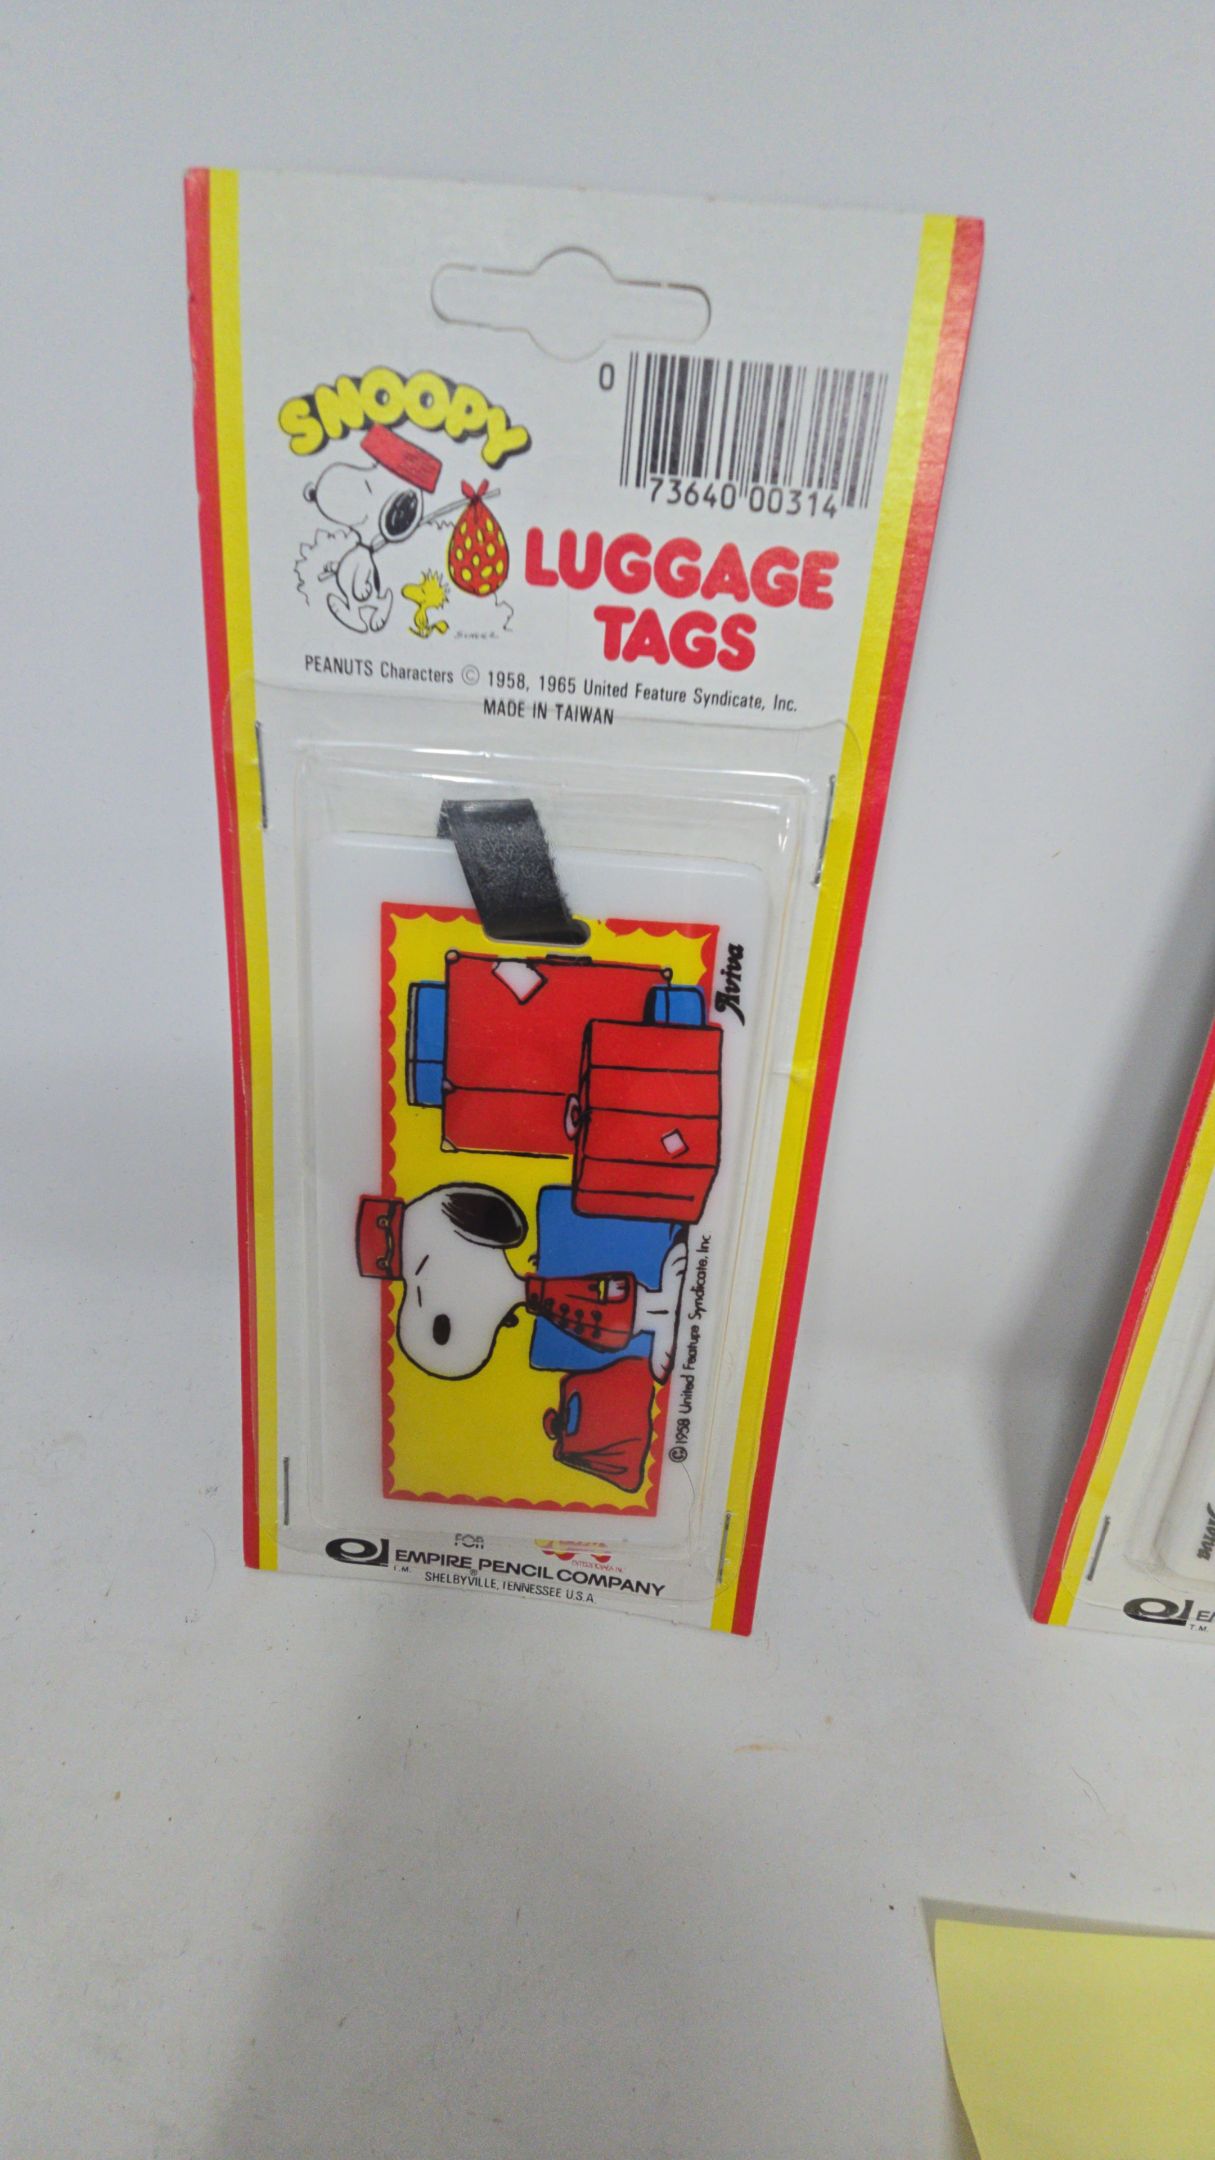 SNOOPY
0
73640 00314
LUGGAGE
TAGS
PEANUTS Characters © 1958, 1965 United Feature Syndicate, Inc.
MADE IN TAIWAN
Aviva
©1958 United Feature Syndicate, Inc.
FOR
EMPIRE PENCIL COMPANY
T.M.
®
SHELBYVILLE, TENNESSEE U.S.A.
T.M.